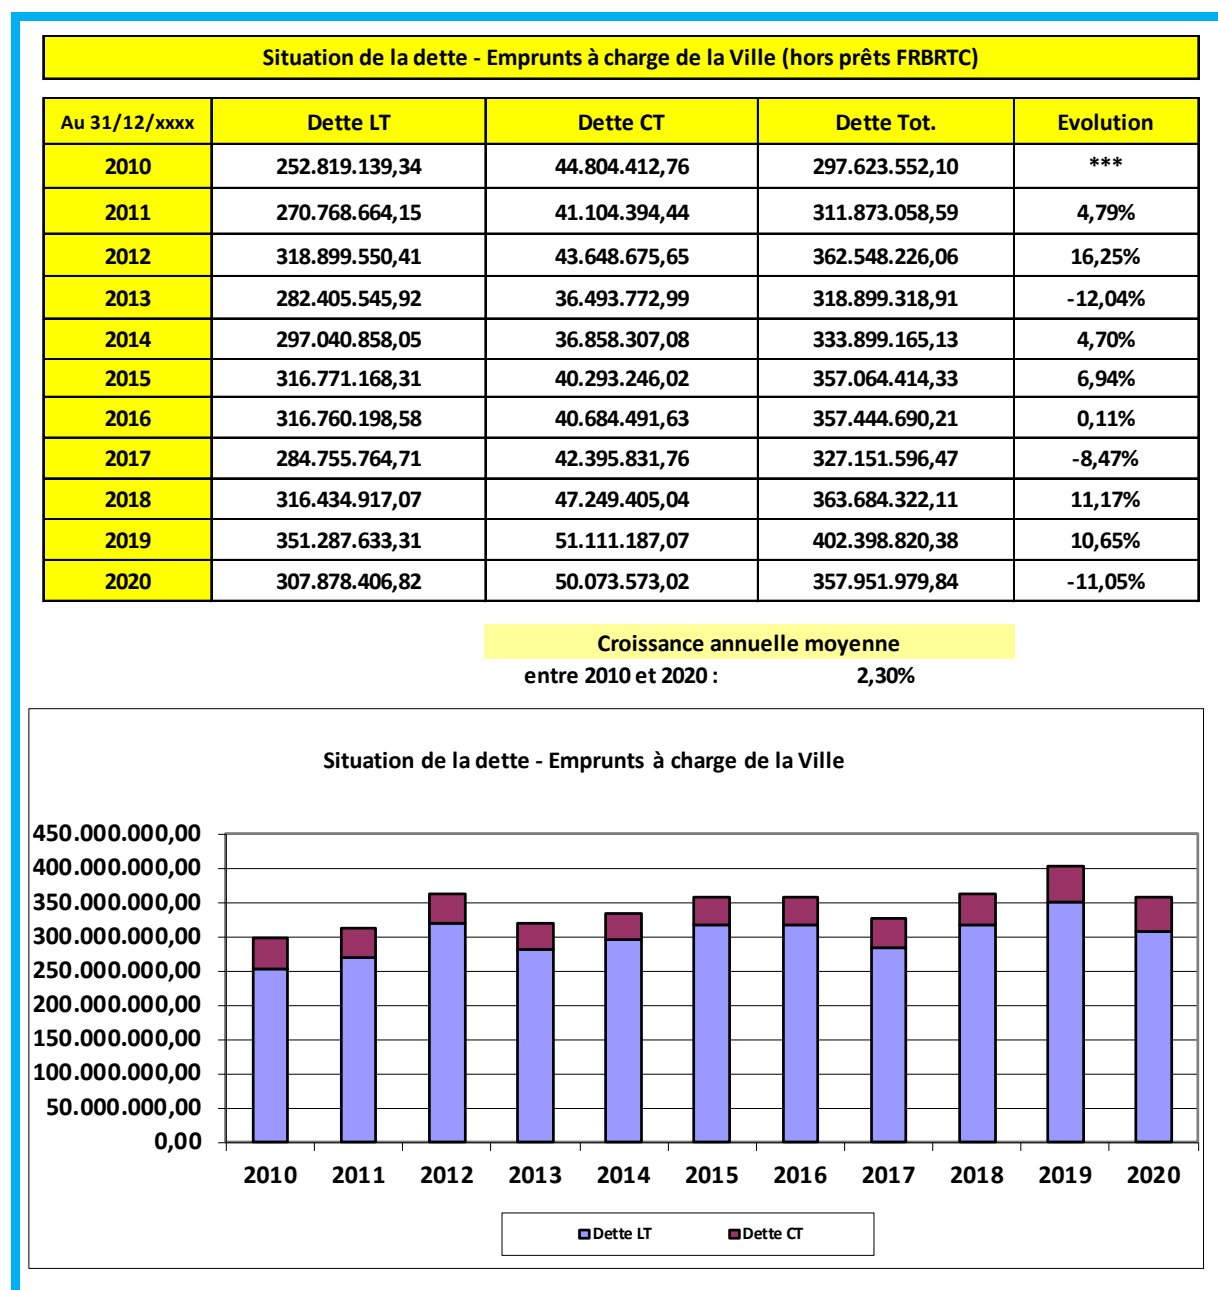 Situation de la dette - Emprunts à charge de la Ville (hors prêts FRBRTC)
Au 31/12/xxxx Dette LT Dette CT Dette Tot. Evolution
2010 252.819.139,34 44.804.412,76 297.623.552,10 ***
2011 270.768.664,15 41.104.394,44 311.873.058,59 4,79%
2012 318.899.550,41 43.648.675,65 362.548.226,06 16,25%
2013 282.405.545,92 36.493.772,99 318.899.318,91 -12,04%
2014 297.040.858,05 36.858.307,08 333.899.165,13 4,70%
2015 316.771.168,31 40.293.246,02 357.064.414,33 6,94%
2016 316.760.198,58 40.684.491,63 357.444.690,21 0,11%
2017 284.755.764,71 42.395.831,76 327.151.596,47 -8,47%
2018 316.434.917,07 47.249.405,04 363.684.322,11 11,17%
2019 351.287.633,31 51.111.187,07 402.398.820,38 10,65%
2020 307.878.406,82 50.073.573,02 357.951.979,84 -11,05%
Croissance annuelle moyenne
entre 2010 et 2020 : 2,30%
Situation de la dette - Emprunts à charge de la Ville
450.000.000,00
400.000.000,00
350.000.000,00
300.000.000,00
250.000.000,00
200.000.000,00
150.000.000,00
100.000.000,00
50.000.000,00
0,00
2010 2011 2012 2013 2014 2015 2016 2017 2018 2019 2020
Dette LT Dette CT